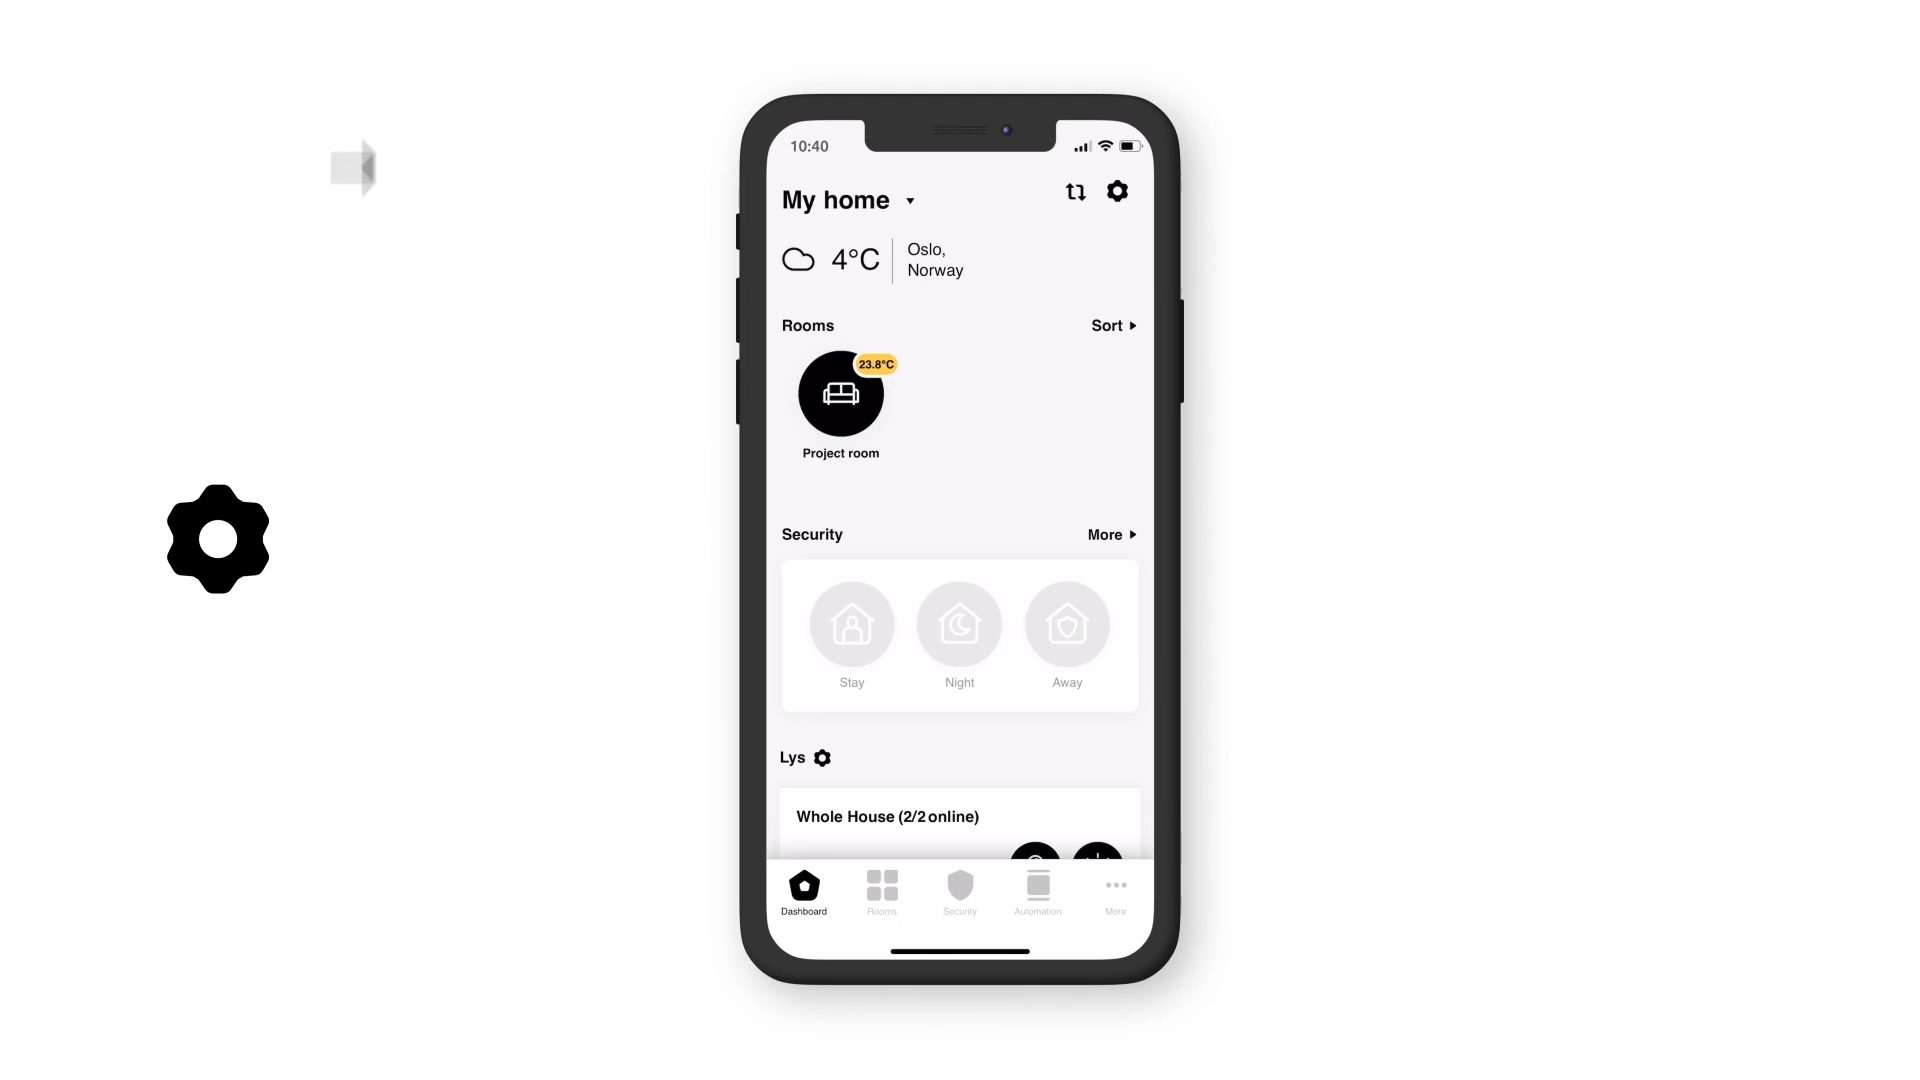 10:40
My home
4°C
Oslo,
Norway
Rooms
Sort
23.8°C
Project room
Security
More
Stay
Night
Away
Lys
Whole House (2/2 online)
Dashboard
Rooms
Security
Automation
More